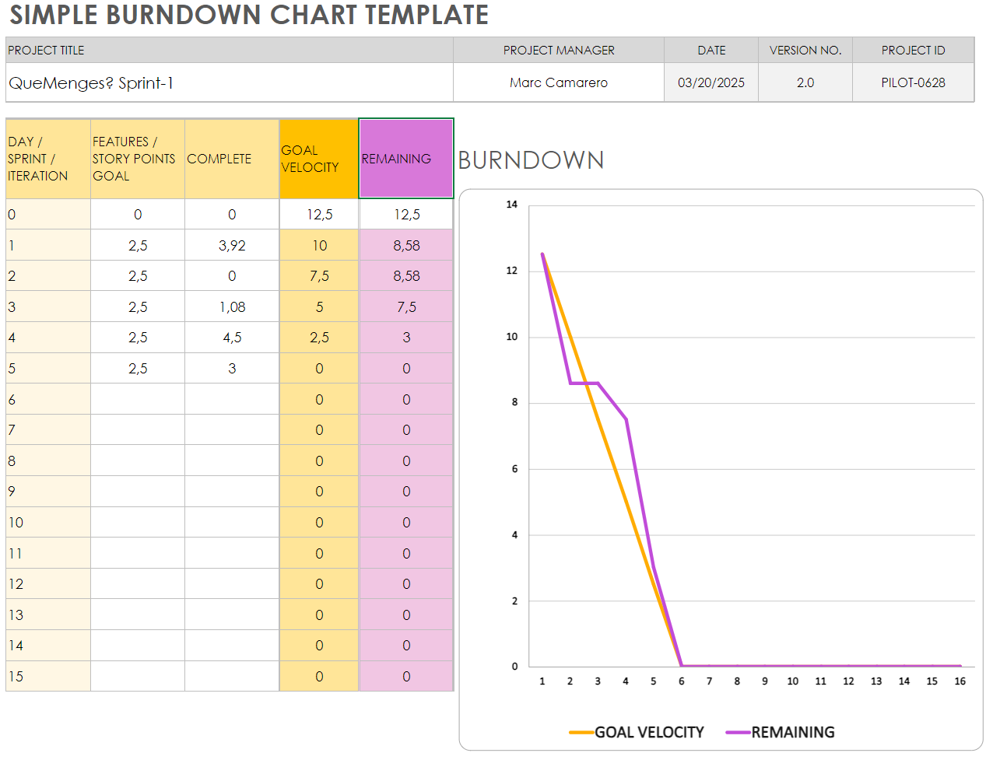 SIMPLE BURNDOWN CHART TEMPLATE
PROJECT TITLE PROJECT MANAGER DATE VERSION NO. PROJECT ID
QueMenges? Sprint-1 Marc Camarero 03/20/2025 2.0 PILOT-0628
DAY / SPRINT / ITERATION FEATURES / STORY POINTS GOAL COMPLETE GOAL VELOCITY REMAINING
0 0 0 12,5 12,5
1 2,5 3,92 10 8,58
2 2,5 0 7,5 8,58
3 2,5 1,08 5 7,5
4 2,5 4,5 2,5 3
5 2,5 3 0 0
6 0 0
7 0 0
8 0 0
9 0 0
10 0 0
11 0 0
12 0 0
13 0 0
14 0 0
15 0 0
BURNDOWN
14
12
10
8
6
4
2
0
1 2 3 4 5 6 7 8 9 10 11 12 13 14 15 16
GOAL VELOCITY REMAINING